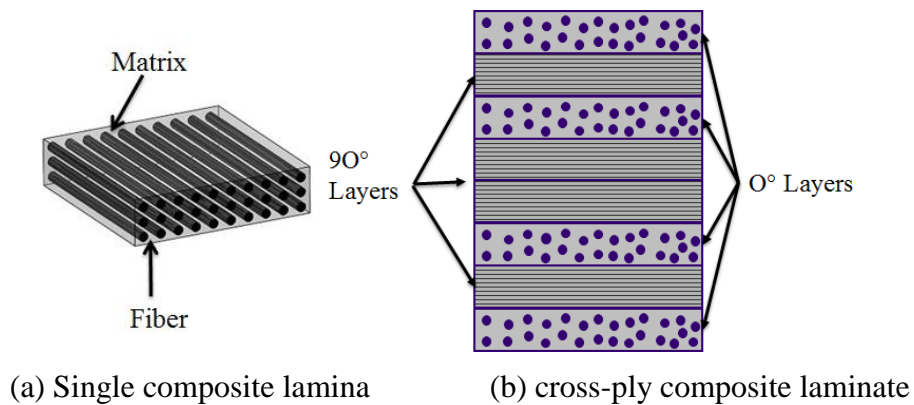 Matrix
Fiber
9O°
Layers
O° Layers
(a) Single composite lamina
(b) cross-ply composite laminate